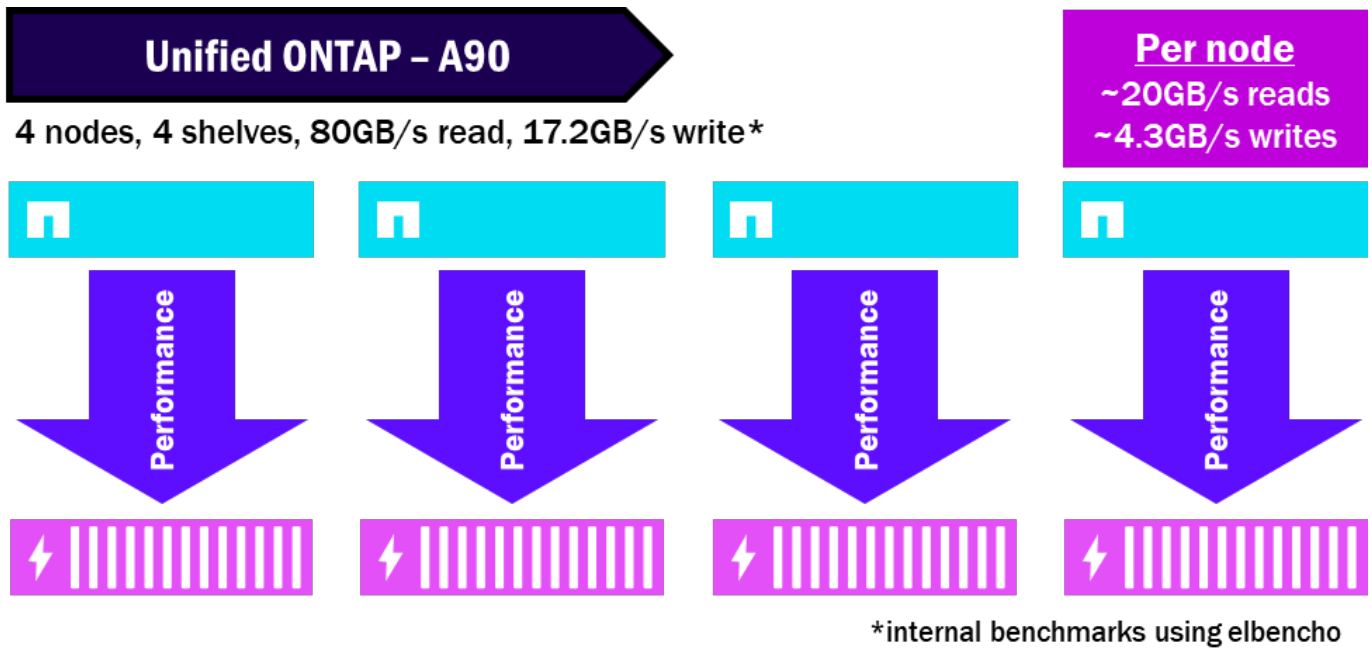 Unified ONTAP – A90
Per node
~20GB/s reads
~4.3GB/s writes
4 nodes, 4 shelves, 80GB/s read, 17.2GB/s write*
Performance
Performance
Performance
Performance
*internal benchmarks using elbencho